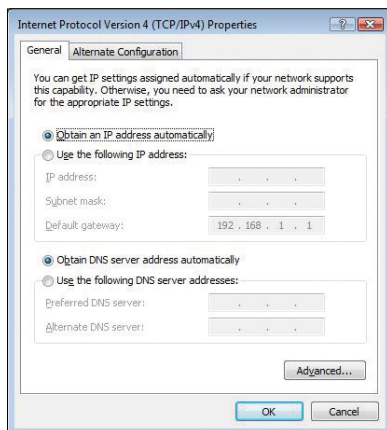 Internet Protocol Version 4 (TCP/IPv4) Properties
General
Alternate Configuration
You can get IP settings assigned automatically if your network supports
this capability. Otherwise, you need to ask your network administrator
for the appropriate IP settings.
Obtain an IP address automatically
Use the following IP address:
IP address:
Subnet mask:
Default gateway: 192 . 168 . 1 . 1
Obtain DNS server address automatically
Use the following DNS server addresses:
Preferred DNS server:
Alternate DNS server:
Advanced...
OK
Cancel